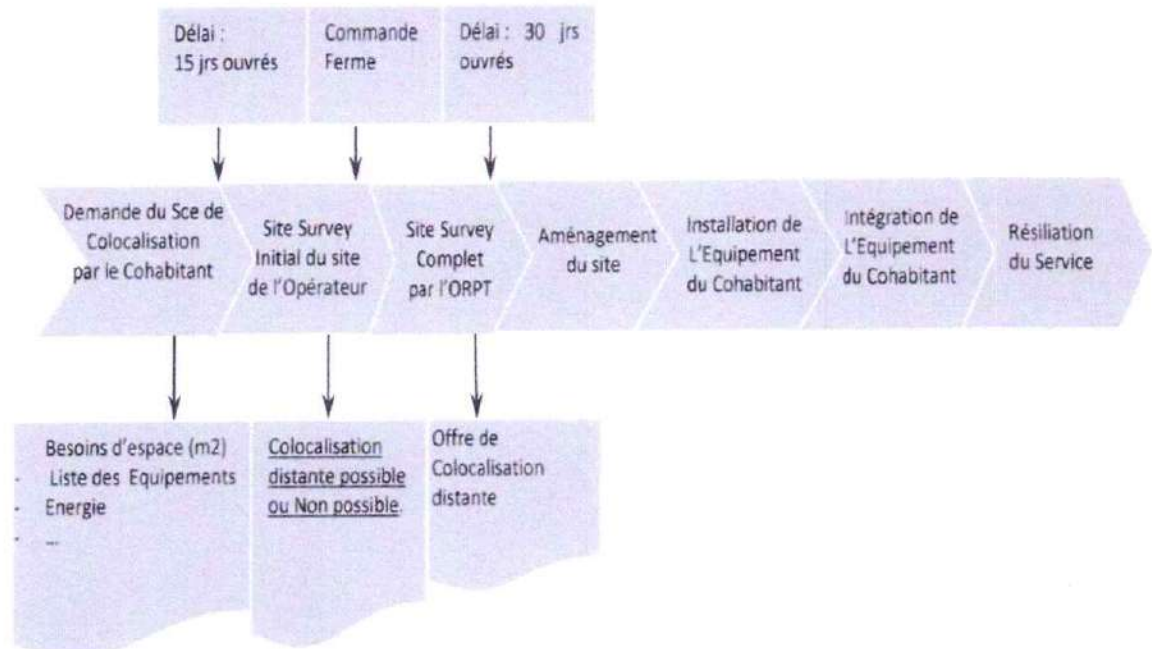 Délai :
15 jrs ouvrés
Commande
Ferme
Délai : 30 jrs
ouvrés
Demande du Sce de
Colocalisation
par le Cohabitant
Site Survey
Initial du site
de l'Opérateur
Site Survey
Complet
par l'ORPT
Aménagement
du site
Installation de
L'Equipement
du Cohabitant
Intégration de
L'Equipement
du Cohabitant
Résiliation
du Service
Besoins d'espace (m2)
- Liste des Equipements
- Energie
- ...
Colocalisation
distante possible
ou Non possible.
Offre de
Colocalisation
distante